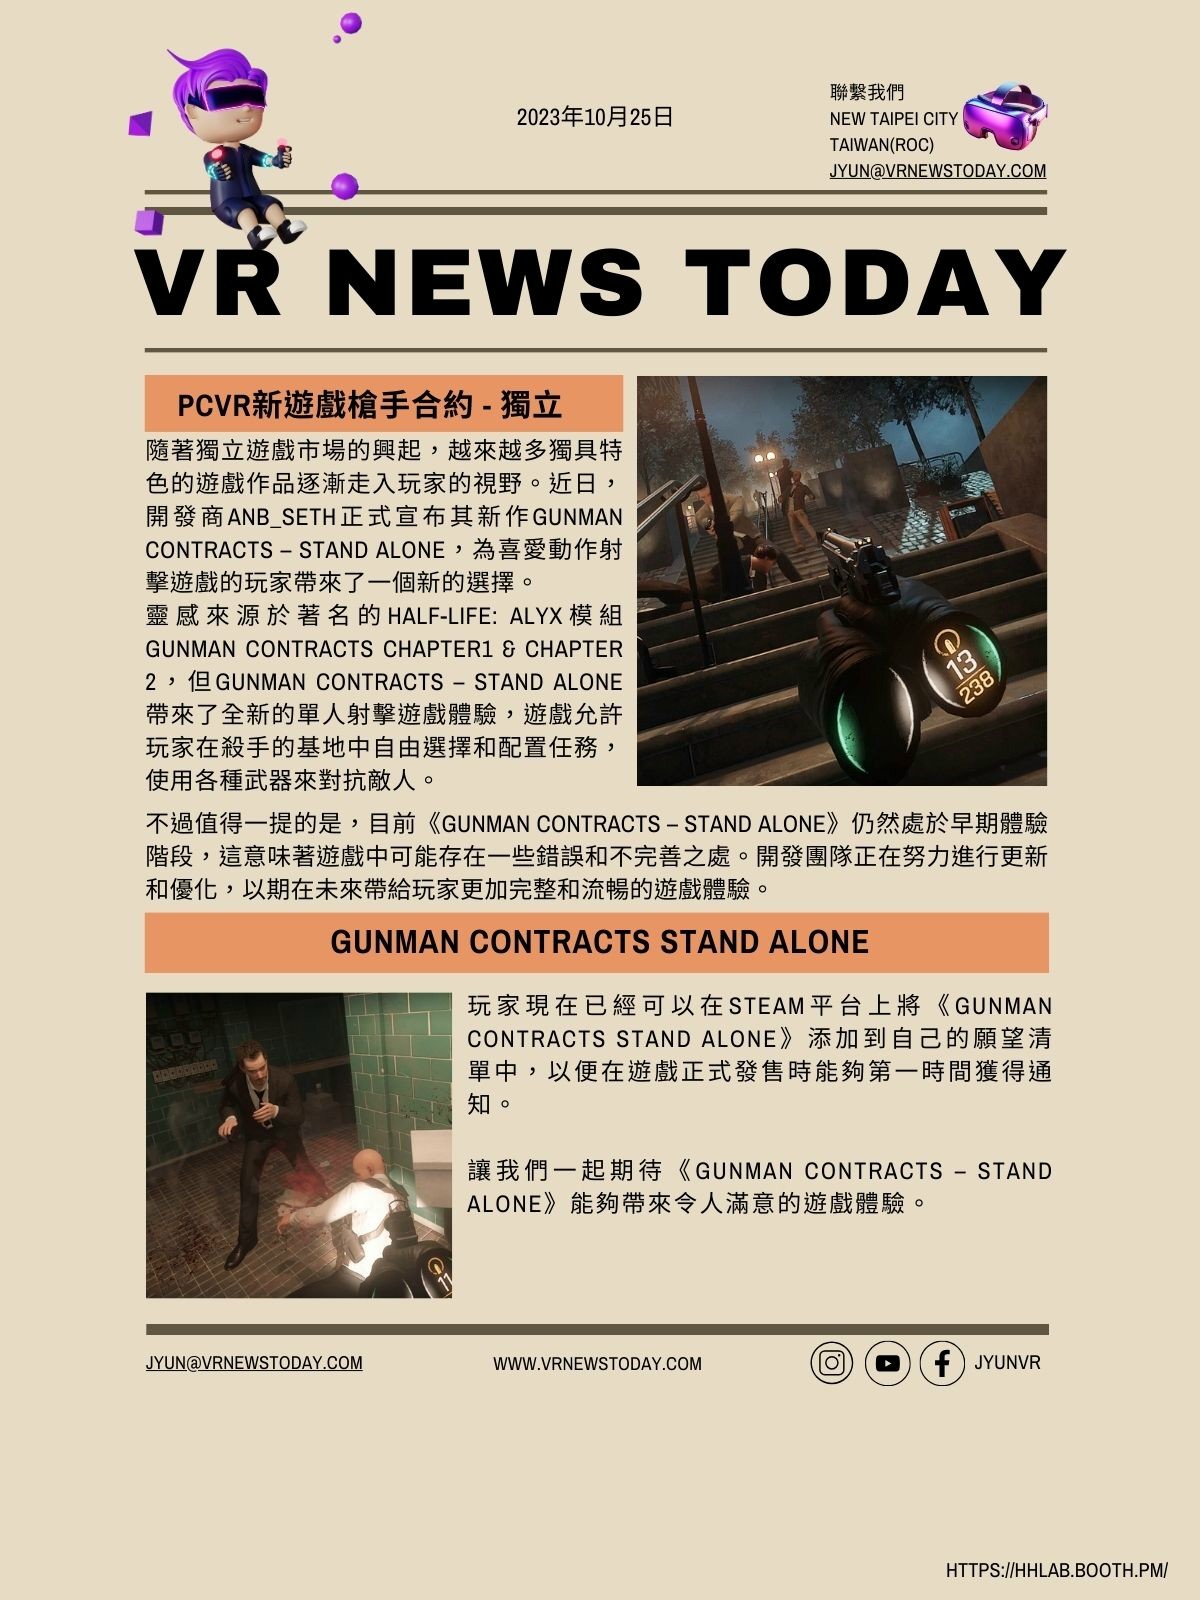 2023年10月25日
聯繫我們
NEW TAIPEI CITY
TAIWAN(ROC)
JYUN@VRNEWSTODAY.COM
VR NEWS TODAY
PCVR新遊戲槍手合約 - 獨立
隨著獨立遊戲市場的興起，越來越多獨具特
色的遊戲作品逐漸走入玩家的視野。近日，
開發商ANB_SETH正式宣布其新作GUNMAN
CONTRACTS – STAND ALONE，為喜愛動作射
擊遊戲的玩家帶來了一個新的選擇。
靈感來源於著名的HALF-LIFE: ALYX模組
GUNMAN CONTRACTS CHAPTER1 & CHAPTER
2，但GUNMAN CONTRACTS – STAND ALONE
帶來了全新的單人射擊遊戲體驗，遊戲允許
玩家在殺手的基地中自由選擇和配置任務，
使用各種武器來對抗敵人。
13
238
不過值得一提的是，目前《GUNMAN CONTRACTS – STAND ALONE》仍然處於早期體驗
階段，這意味著遊戲中可能存在一些錯誤和不完善之處。開發團隊正在努力進行更新
和優化，以期在未來帶給玩家更加完整和流暢的遊戲體驗。
GUNMAN CONTRACTS STAND ALONE
玩家現在已經可以在STEAM平台上將《GUNMAN
CONTRACTS STAND ALONE》添加到自己的願望清
單中，以便在遊戲正式發售時能夠第一時間獲得通
知。
讓我們一起期待《GUNMAN CONTRACTS – STAND
ALONE》能夠帶來令人滿意的遊戲體驗。
11
JYUN@VRNEWSTODAY.COM
WWW.VRNEWSTODAY.COM
JYUNVR
HTTPS://HHLAB.BOOTH.PM/